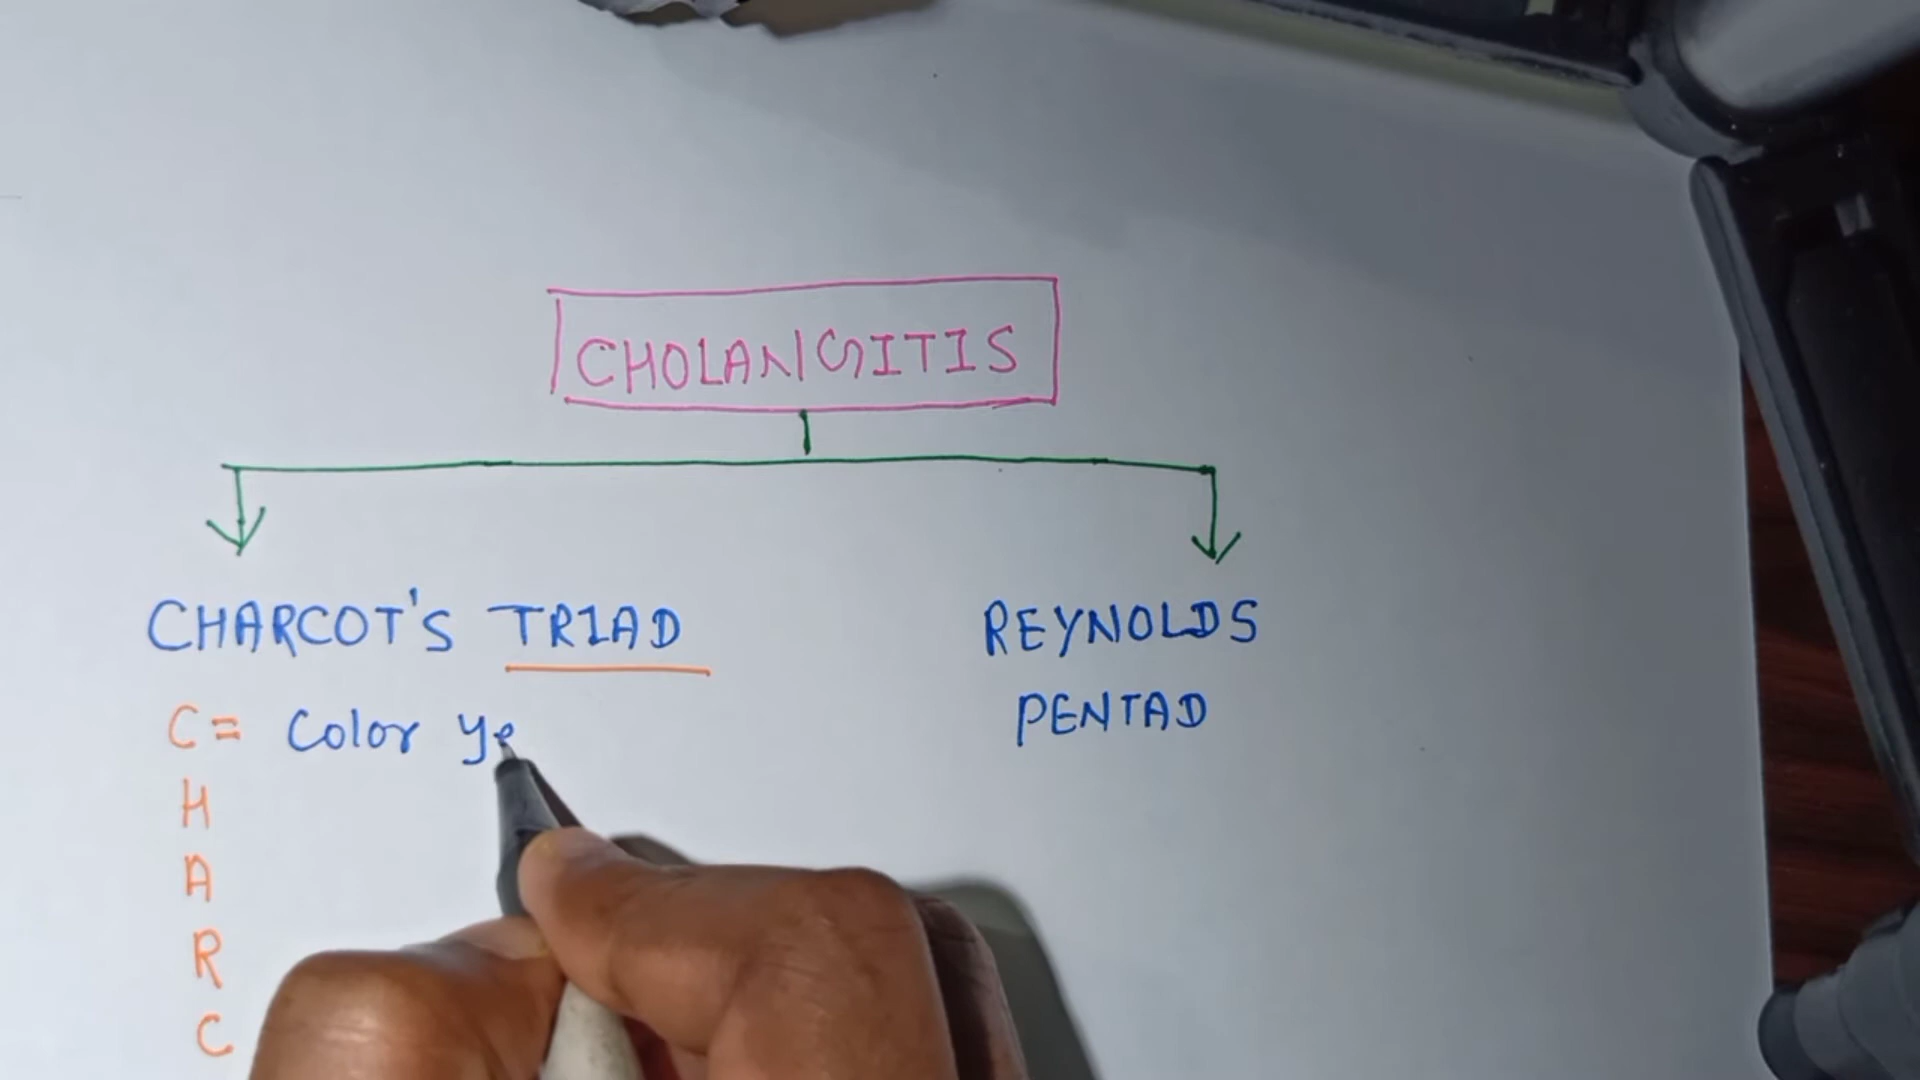 CHOLANGITIS
CHARCOT'S TRIAD
REYNOLDS
PENTAD
C = Color ye
H
A
R
C